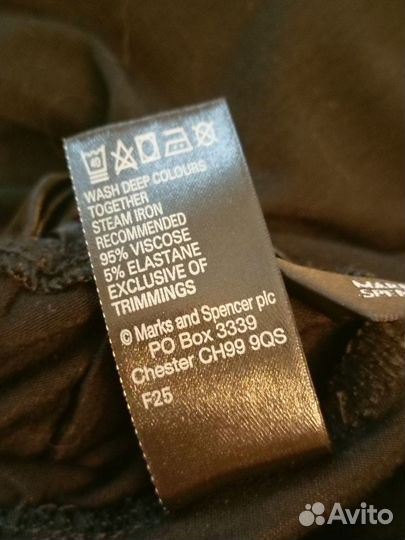 40
WASH DEEP COLOURS
TOGETHER
STEAM IRON
RECOMMENDED
95% VISCOSE
5% ELASTANE
EXCLUSIVE OF
TRIMMINGS
© Marks and Spencer plc
PO Box 3339
Chester CH99 9QS
F25
Avito